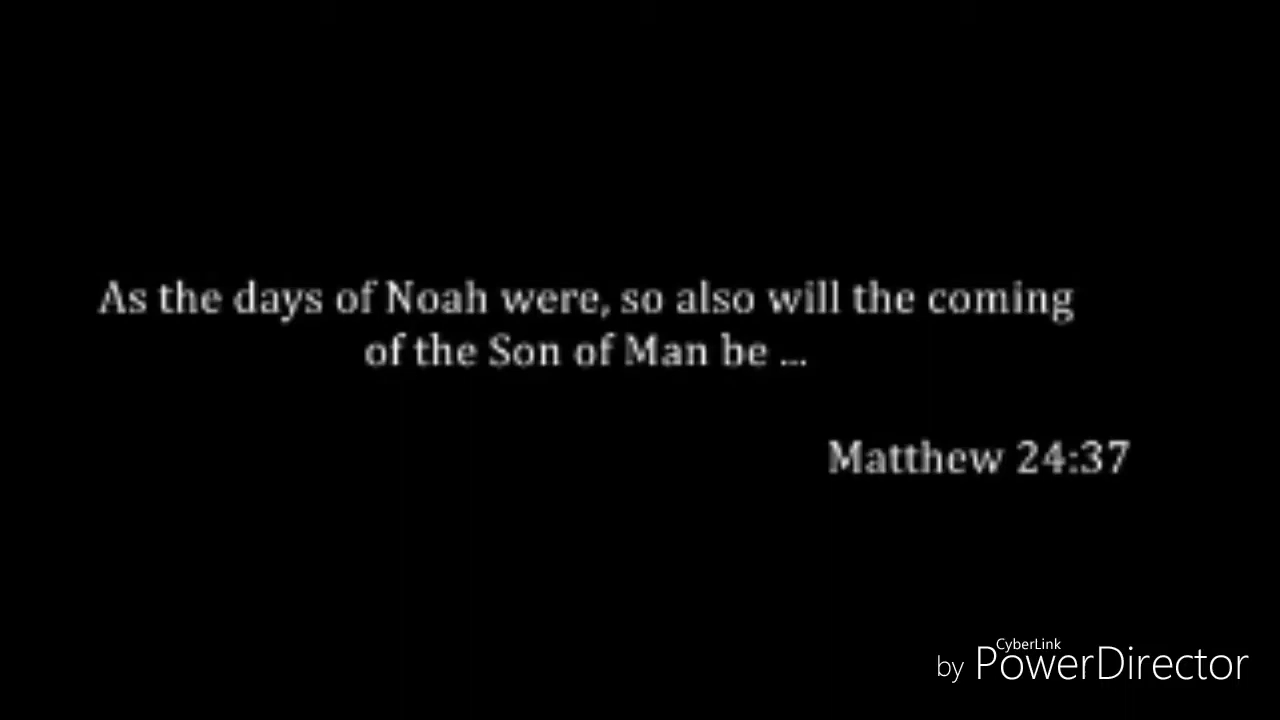 As the days of Noah were, so also will the coming
of the Son of Man be ...
Matthew 24:37
CyberLink
by PowerDirector